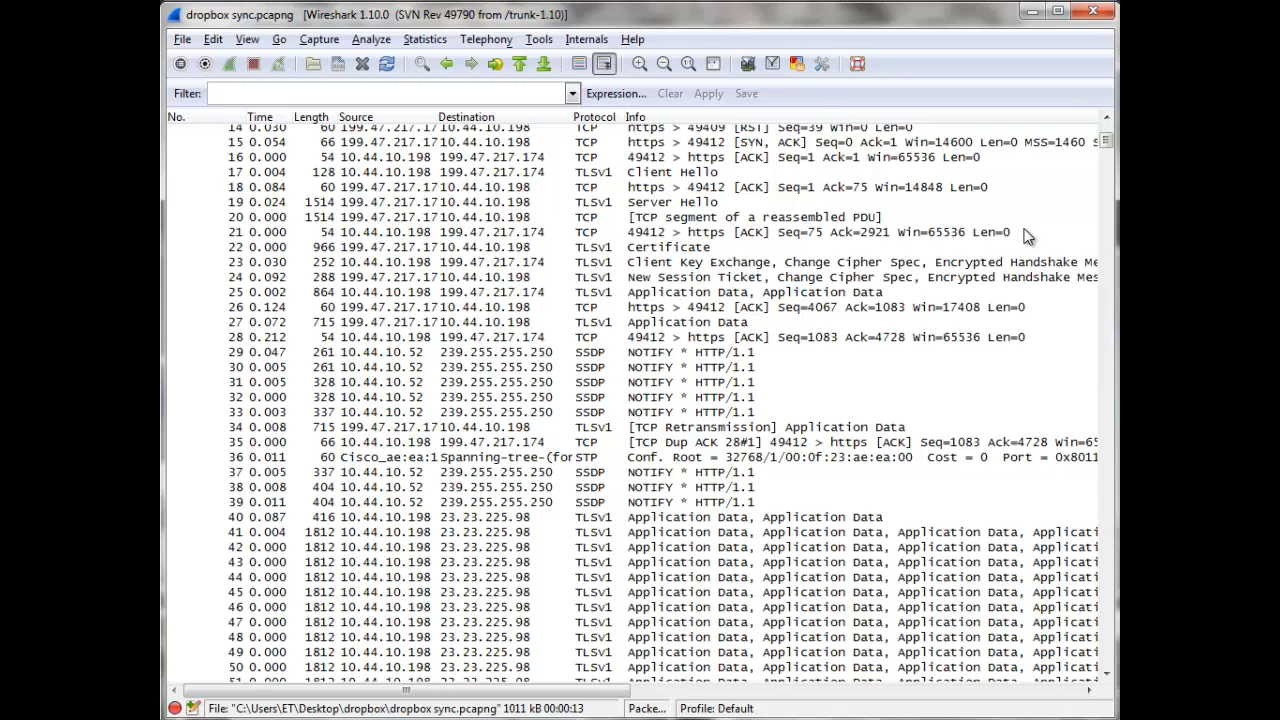 dropbox sync.pcapng   [Wireshark 1.10.0  (SVN Rev 49790 from /trunk-1.10)]
File Edit View Go Capture Analyze Statistics Telephony Tools Internals Help
Filter: Expression... Clear Apply Save
No. Time Length Source Destination Protocol Info
14 0.030 60 199.47.217.17 10.44.10.198 TCP https > 49409 [RST] Seq=39 Win=0 Len=0
15 0.054 66 199.47.217.17 10.44.10.198 TCP https > 49412 [SYN, ACK] Seq=0 Ack=1 Win=14600 Len=0 MSS=1460 S
16 0.000 54 10.44.10.198 199.47.217.174 TCP 49412 > https [ACK] Seq=1 Ack=1 Win=65536 Len=0
17 0.004 128 10.44.10.198 199.47.217.174 TLSv1 Client Hello
18 0.084 60 199.47.217.17 10.44.10.198 TCP https > 49412 [ACK] Seq=1 Ack=75 Win=14848 Len=0
19 0.024 1514 199.47.217.17 10.44.10.198 TLSv1 Server Hello
20 0.000 1514 199.47.217.17 10.44.10.198 TCP [TCP segment of a reassembled PDU]
21 0.000 54 10.44.10.198 199.47.217.174 TCP 49412 > https [ACK] Seq=75 Ack=2921 Win=65536 Len=0
22 0.000 966 199.47.217.17 10.44.10.198 TLSv1 Certificate
23 0.030 252 10.44.10.198 199.47.217.174 TLSv1 Client Key Exchange, Change Cipher Spec, Encrypted Handshake Me
24 0.092 288 199.47.217.17 10.44.10.198 TLSv1 New Session Ticket, Change Cipher Spec, Encrypted Handshake Mes
25 0.002 864 10.44.10.198 199.47.217.174 TLSv1 Application Data, Application Data
26 0.124 60 199.47.217.17 10.44.10.198 TCP https > 49412 [ACK] Seq=4067 Ack=1083 Win=17408 Len=0
27 0.072 715 199.47.217.17 10.44.10.198 TLSv1 Application Data
28 0.212 54 10.44.10.198 199.47.217.174 TCP 49412 > https [ACK] Seq=1083 Ack=4728 Win=65536 Len=0
29 0.047 261 10.44.10.52 239.255.255.250 SSDP NOTIFY * HTTP/1.1
30 0.005 261 10.44.10.52 239.255.255.250 SSDP NOTIFY * HTTP/1.1
31 0.005 328 10.44.10.52 239.255.255.250 SSDP NOTIFY * HTTP/1.1
32 0.000 328 10.44.10.52 239.255.255.250 SSDP NOTIFY * HTTP/1.1
33 0.003 337 10.44.10.52 239.255.255.250 SSDP NOTIFY * HTTP/1.1
34 0.008 715 199.47.217.17 10.44.10.198 TLSv1 [TCP Retransmission] Application Data
35 0.000 66 10.44.10.198 199.47.217.174 TCP [TCP Dup ACK 28#1] 49412 > https [ACK] Seq=1083 Ack=4728 Win=65
36 0.011 60 Cisco_ae:ea:1 Spanning-tree-(for STP Conf. Root = 32768/1/00:0f:23:ae:ea:00  Cost = 0  Port = 0x8011
37 0.005 337 10.44.10.52 239.255.255.250 SSDP NOTIFY * HTTP/1.1
38 0.008 404 10.44.10.52 239.255.255.250 SSDP NOTIFY * HTTP/1.1
39 0.011 404 10.44.10.52 239.255.255.250 SSDP NOTIFY * HTTP/1.1
40 0.087 416 10.44.10.198 23.23.225.98 TLSv1 Application Data, Application Data
41 0.004 1812 10.44.10.198 23.23.225.98 TLSv1 Application Data, Application Data, Application Data, Applicati
42 0.000 1812 10.44.10.198 23.23.225.98 TLSv1 Application Data, Application Data, Application Data, Applicati
43 0.000 1812 10.44.10.198 23.23.225.98 TLSv1 Application Data, Application Data, Application Data, Applicati
44 0.000 1812 10.44.10.198 23.23.225.98 TLSv1 Application Data, Application Data, Application Data, Applicati
45 0.000 1812 10.44.10.198 23.23.225.98 TLSv1 Application Data, Application Data, Application Data, Applicati
46 0.000 1812 10.44.10.198 23.23.225.98 TLSv1 Application Data, Application Data, Application Data, Applicati
47 0.000 1812 10.44.10.198 23.23.225.98 TLSv1 Application Data, Application Data, Application Data, Applicati
48 0.000 1812 10.44.10.198 23.23.225.98 TLSv1 Application Data, Application Data, Application Data, Applicati
49 0.000 1812 10.44.10.198 23.23.225.98 TLSv1 Application Data, Application Data, Application Data, Applicati
50 0.000 1812 10.44.10.198 23.23.225.98 TLSv1 Application Data, Application Data, Application Data, Applicati
File: "C:\Users\ET\Desktop\dropbox\dropbox sync.pcapng" 1011 kB 00:00:13 Packe... Profile: Default